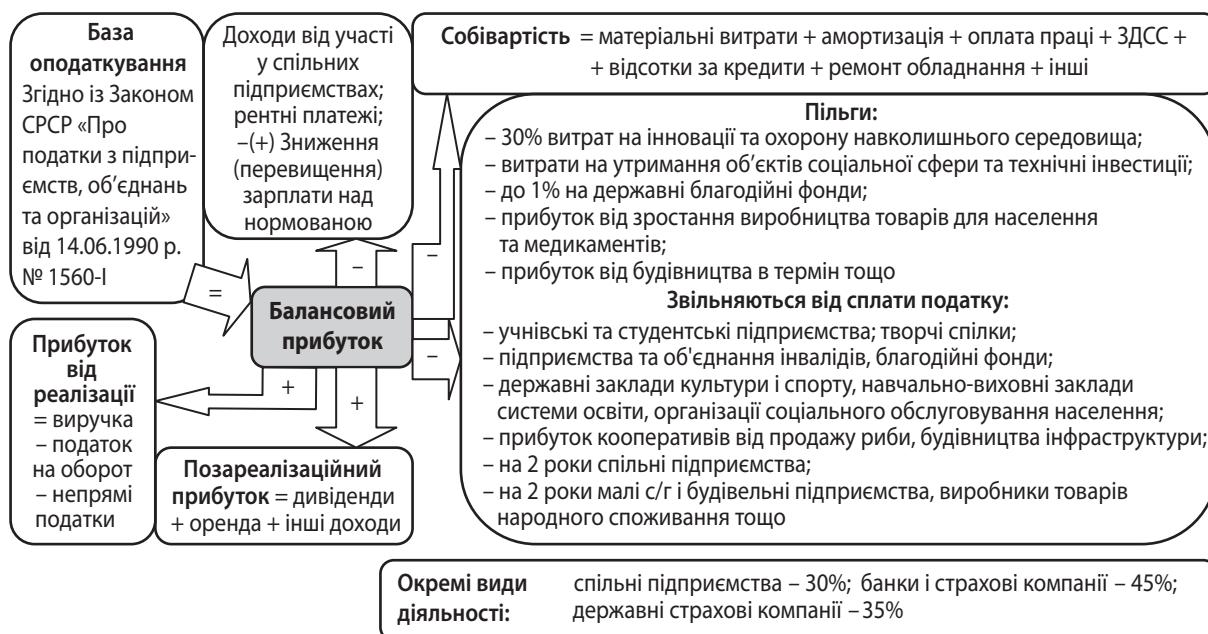 База
оподаткування
Згідно із Законом
СРСР «Про
податки з підпри-
ємств, об’єднань
та організацій»
від 14.06.1990 р.
№ 1560-I
=
Доходи від участі
у спільних
підприємствах;
рентні платежі;
–(+) Зниження
(перевищення)
зарплати над
нормованою
–
Собівартість = матеріальні витрати + амортизація + оплата праці + ЗДСС +
+ відсотки за кредити + ремонт обладнання + інші
–
Балансовий
прибуток
–
Пільги:
– 30% витрат на інновації та охорону навколишнього середовища;
– витрати на утримання об’єктів соціальної сфери та технічні інвестиції;
– до 1% на державні благодійні фонди;
– прибуток від зростання виробництва товарів для населення
та медикаментів;
– прибуток від будівництва в термін тощо
Звільняються від сплати податку:
– учнівські та студентські підприємства; творчі спілки;
– підприємства та об'єднання інвалідів, благодійні фонди;
– державні заклади культури і спорту, навчально-виховні заклади
системи освіти, організації соціального обслуговування населення;
– прибуток кооперативів від продажу риби, будівництва інфраструктури;
– на 2 роки спільні підприємства;
– на 2 роки малі с/г і будівельні підприємства, виробники товарів
народного споживання тощо
Прибуток
від
реалізації
= виручка
– податок
на оборот
– непрямі
податки
+
+
Позареалізаційний
прибуток = дивіденди
+ оренда + інші доходи
Окремі види
діяльності:
спільні підприємства – 30%; банки і страхові компанії – 45%;
державні страхові компанії – 35%